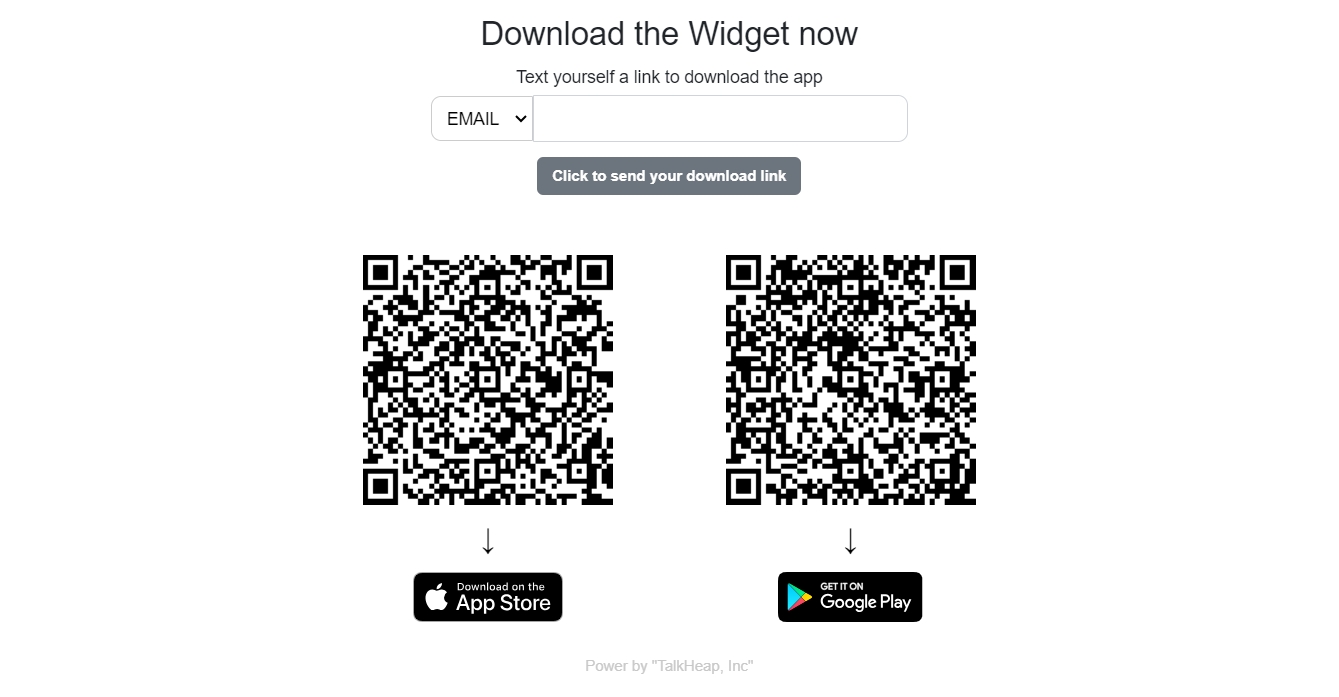 Download the Widget now
Text yourself a link to download the app
EMAIL
Click to send your download link
Download on the
App Store
GET IT ON
Google Play
Power by "TalkHeap, Inc"